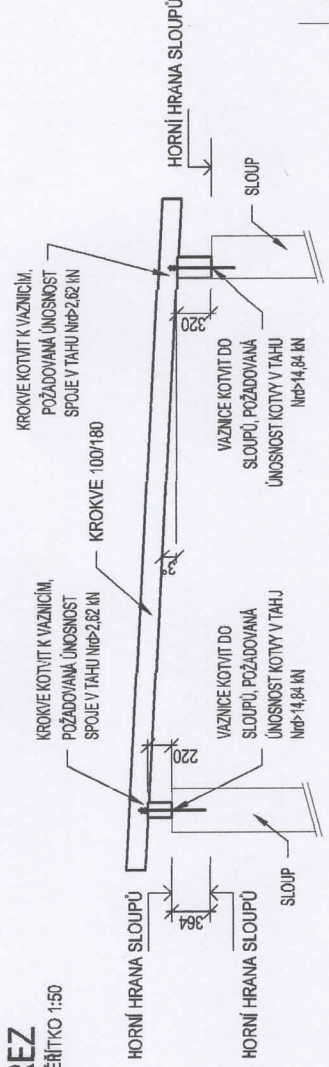 ŘEZ
ĚŘÍTKO 1:50
KROKVE KOTVIT K VAZNICÍM,
POŽADOVANÁ ÚNOSNOST
SPOJE V TAHU Nrd>2,62 kN
KROKVE 100/180
KROKVE KOTVIT K VAZNICÍM,
POŽADOVANÁ ÚNOSNOST
SPOJE V TAHU Nrd>2,62 kN
HORNÍ HRANA SLOUPŮ
HORNÍ HRANA SLOUPŮ
364
HORNÍ HRANA SLOUPŮ
220
3°
320
SLOUP
VAZNICE KOTVIT DO
SLOUPŮ, POŽADOVANÁ
ÚNOSNOST KOTVY V TAHJ
Nrd>14,84 kN
VAZNICE KOTVIT DO
SLOUPŮ, POŽADOVANÁ
ÚNOSNOST KOTVY V TAHU
Nrd>14,84 kN
SLOUP